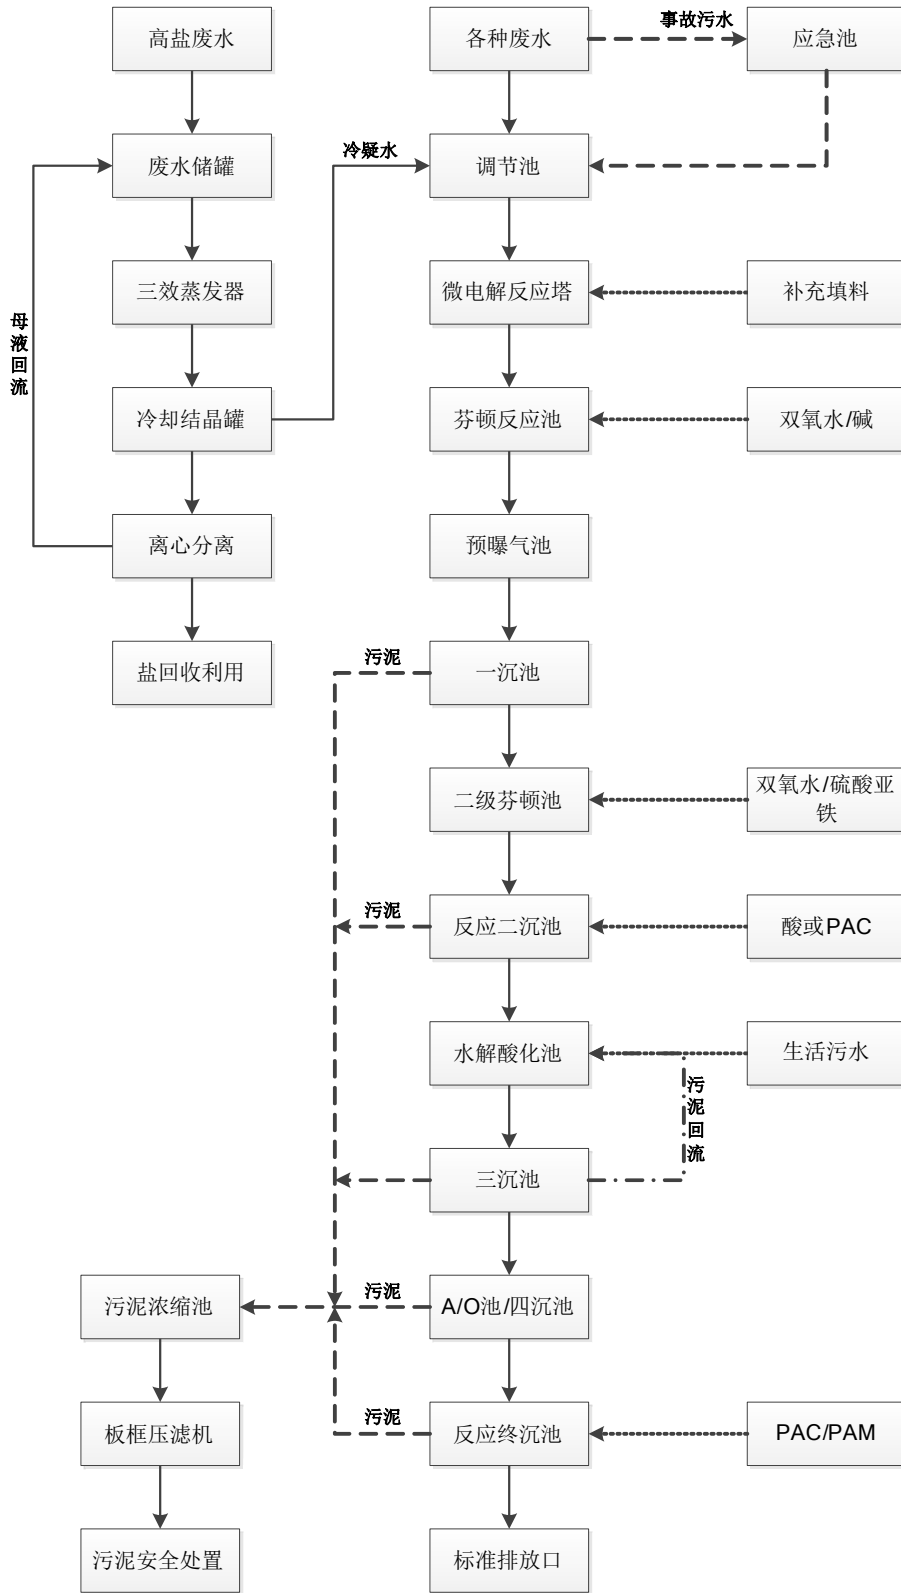 高盐废水
各种废水
事故污水
应急池
废水储罐
冷疑水
调节池
三效蒸发器
微电解反应塔
补充填料
母液回流
冷却结晶罐
芬顿反应池
双氧水/碱
离心分离
预曝气池
盐回收利用
污泥
一沉池
二级芬顿池
双氧水/硫酸亚
铁
污泥
反应二沉池
酸或PAC
水解酸化池
生活污水
污泥回流
三沉池
污泥浓缩池
污泥
A/O池/四沉池
板框压滤机
污泥
反应终沉池
PAC/PAM
污泥安全处置
标准排放口